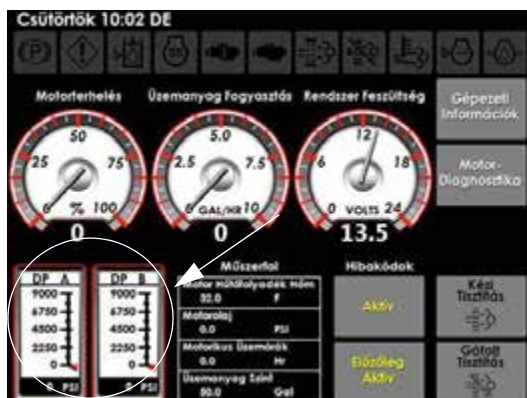 Csütörtök 10:02 DE
Motorterhelés
Üzemanyag Fogyasztás
Rendszer Feszültség
Gépezeti
Információk
50
25
75
0
%
100
0
5.0
2.5
7.5
0
GAL/HR
10
0
12
6
18
0
VOLTS
24
13.5
Motor-
Diagnosztika
Műszerfal
Hibakódok
DP A
9000
6750
4500
2250
0
0 PSI
DP B
9000
6750
4500
2250
0
0 PSI
Motor Hűtőfolyadék Hőm
32.0 F
Motorolaj
0.0 PSI
Motorikus Üzemórák
0.0 Hr
Üzemanyag Szint
50.0 Gal
Aktív
Előzőleg
Aktív
Kézi
Tisztítás
Gátolt
Tisztítás